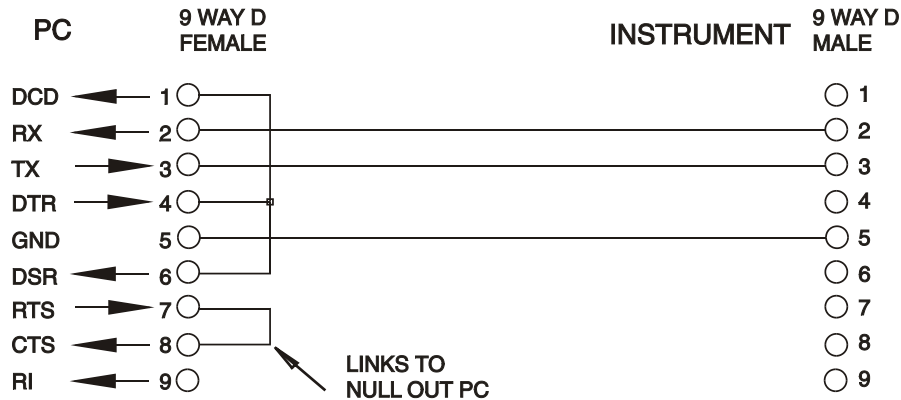 PC
9 WAY D
FEMALE
INSTRUMENT
9 WAY D
MALE
DCD 1 1
RX 2 2
TX 3 3
DTR 4 4
GND 5 5
DSR 6 6
RTS 7 7
CTS 8 8
RI 9 9
LINKS TO
NULL OUT PC